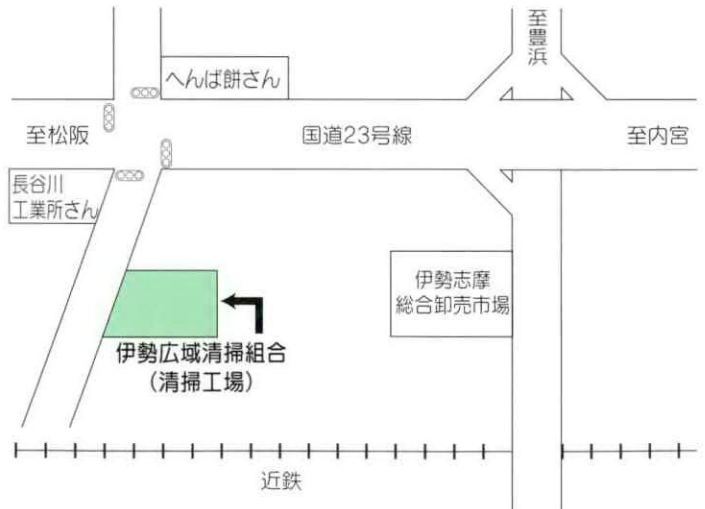 至豊浜
へんば餅さん
至松阪
国道23号線
至内宮
長谷川
工業所さん
伊勢志摩
総合卸売市場
伊勢広域清掃組合
(清掃工場)
近鉄